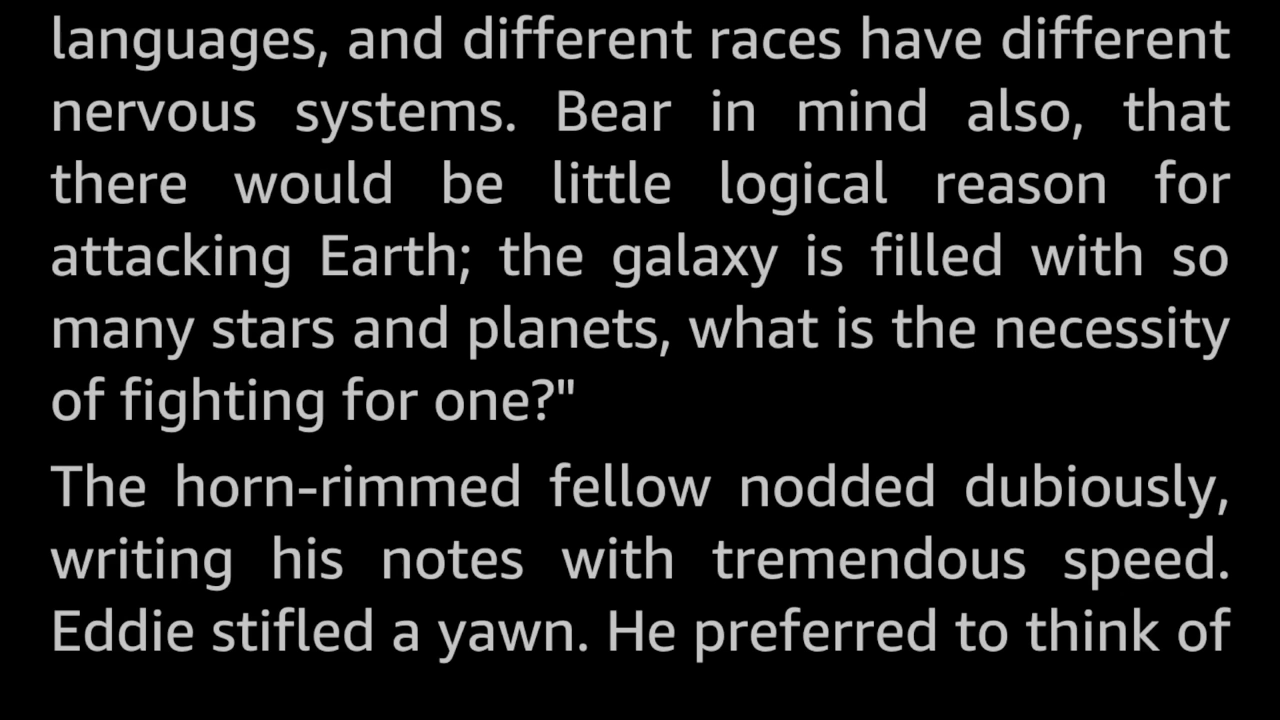 languages, and different races have different
nervous systems. Bear in mind also, that
there would be little logical reason for
attacking Earth; the galaxy is filled with so
many stars and planets, what is the necessity
of fighting for one?"
The horn-rimmed fellow nodded dubiously,
writing his notes with tremendous speed.
Eddie stifled a yawn. He preferred to think of